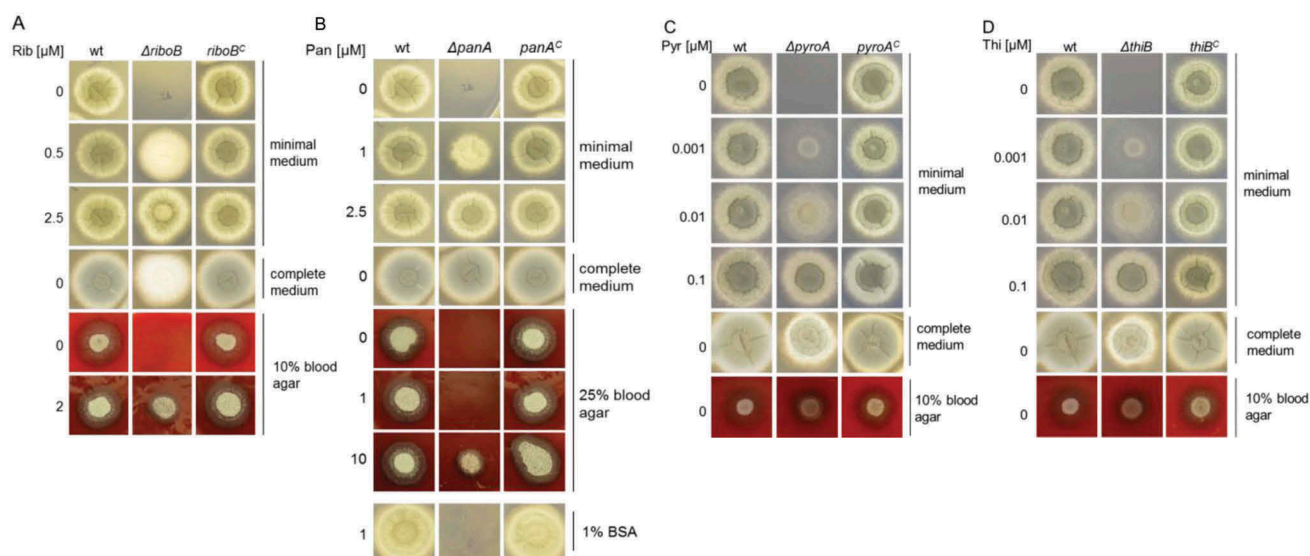 A
Rib [µM] wt ΔriboB riboBᶜ
0
0.5
2.5
minimal
medium
0
complete
medium
0
2
10% blood
agar
B
Pan [µM] wt ΔpanA panAᶜ
0
1
2.5
minimal
medium
0
complete
medium
0
1
10
25% blood
agar
1
1% BSA
C
Pyr [µM] wt ΔpyroA pyroAᶜ
0
0.001
0.01
0.1
minimal
medium
0
complete
medium
0
10% blood
agar
D
Thi [µM] wt ΔthiB thiBᶜ
0
0.001
0.01
0.1
minimal
medium
0
complete
medium
0
10% blood
agar